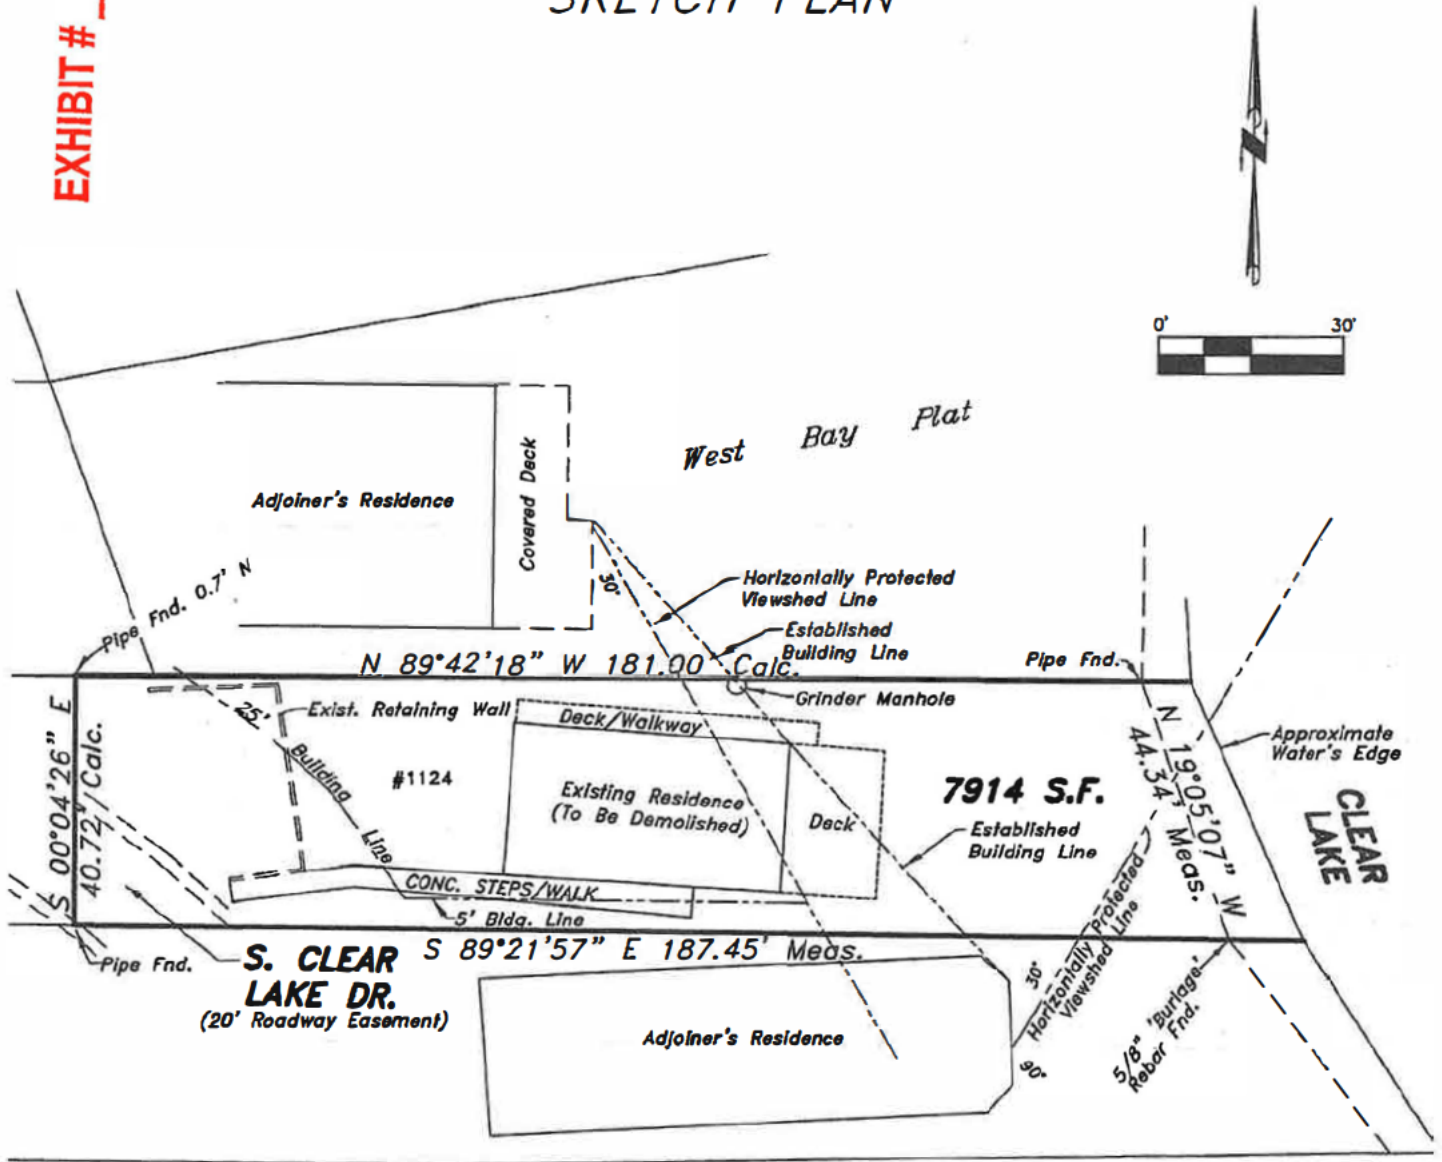 SKETCH PLAN
EXHIBIT #
0' 30'
West Bay Plat
Adjoiner's Residence
Covered Deck
30°
Horizontally Protected
Viewshed Line
Established
Building Line
Pipe Fnd. 0.7' N
N 89°42'18" W 181.00' Calc.
Pipe Fnd.
Grinder Manhole
25'
Exist. Retaining Wall
Deck/Walkway
Building
Line
#1124
Existing Residence
(To Be Demolished)
Deck
7914 S.F.
Established
Building Line
N 19°05'07" W
44.34' Meas.
Approximate
Water's Edge
CLEAR
LAKE
S 00°04'26" E
40.72' Calc.
CONC. STEPS/WALK
5' Bldg. Line
S 89°21'57" E 187.45' Meas.
Pipe Fnd.
S. CLEAR
LAKE DR.
(20' Roadway Easement)
Adjoiner's Residence
30°
Horizontally Protected
Viewshed Line
90°
5/8" 'Burlage'
Rebar Fnd.